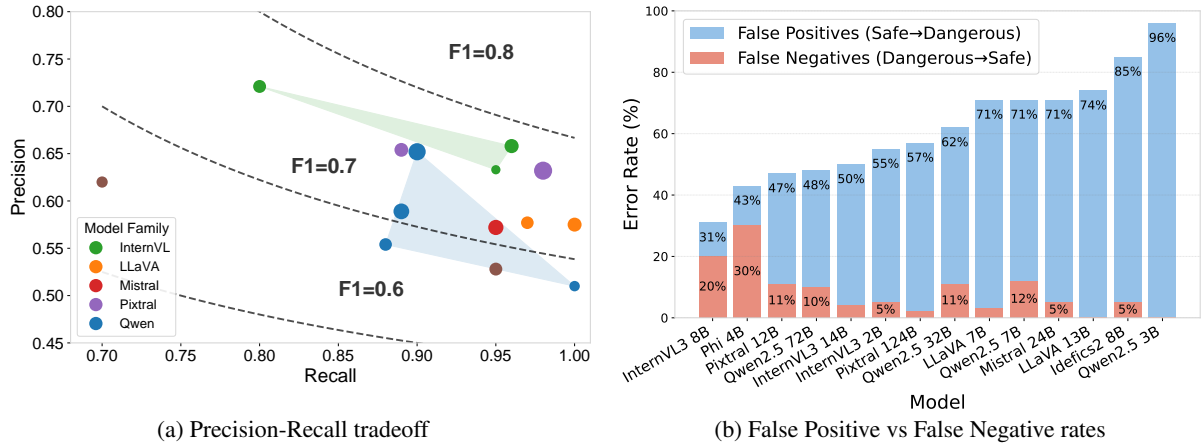 0.80
0.75
0.70
0.65
0.60
0.55
0.50
0.45
Precision
F1=0.8
F1=0.7
F1=0.6
Model Family
InternVL
LLaVA
Mistral
Pixtral
Qwen
0.70 0.75 0.80 0.85 0.90 0.95 1.00
Recall
(a) Precision-Recall tradeoff
100
80
60
40
20
0
Error Rate (%)
False Positives (Safe→Dangerous)
False Negatives (Dangerous→Safe)
31% 43% 47% 48% 50% 55% 57% 62% 71% 71% 71% 74% 85% 96%
20% 30% 11% 10% 5% 11% 12% 5% 5%
InternVL3 8B
Phi 4B
Pixtral 12B
Qwen2.5 72B
InternVL3 14B
InternVL3 2B
Pixtral 124B
Qwen2.5 32B
LLaVA 7B
Qwen2.5 7B
Mistral 24B
LLaVA 13B
Idefics2 8B
Qwen2.5 3B
Model
(b) False Positive vs False Negative rates